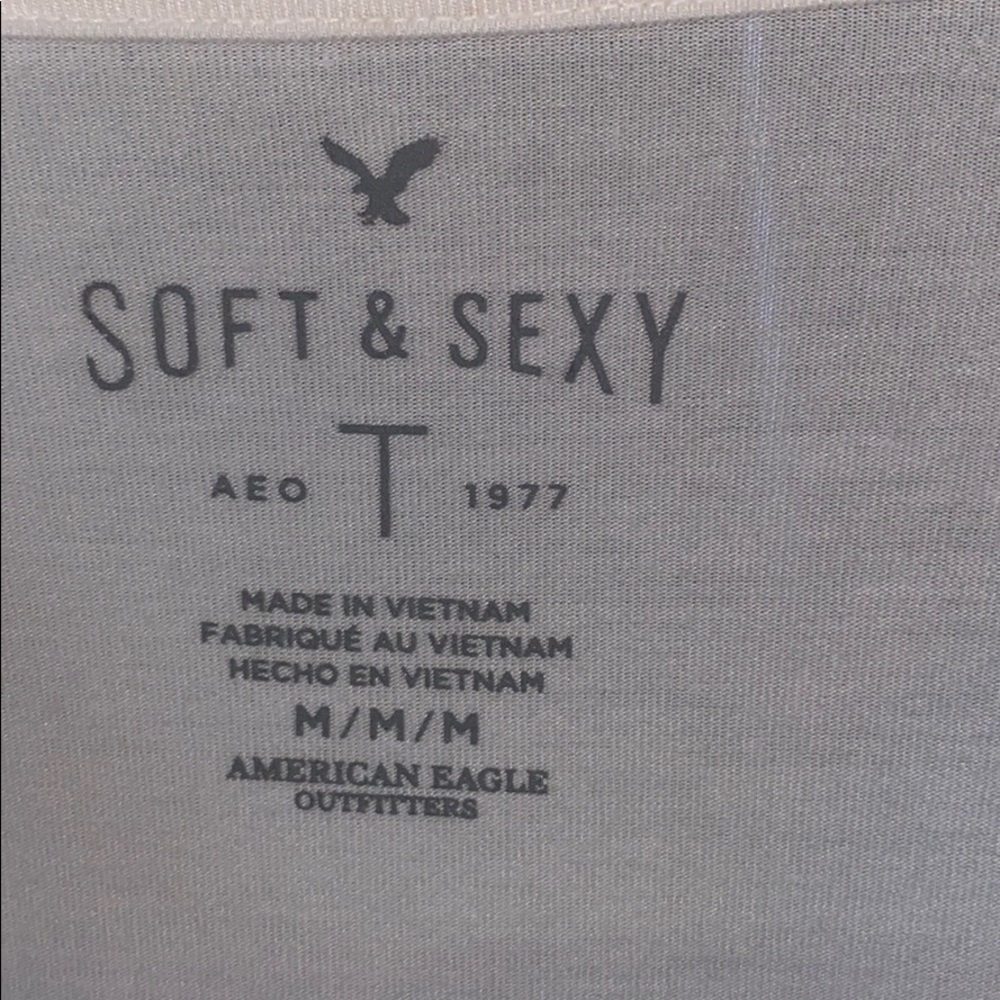 SOFT & SEXY
T
AEO 1977
MADE IN VIETNAM
FABRIQUÉ AU VIETNAM
HECHO EN VIETNAM
M/M/M
AMERICAN EAGLE
OUTFITTERS